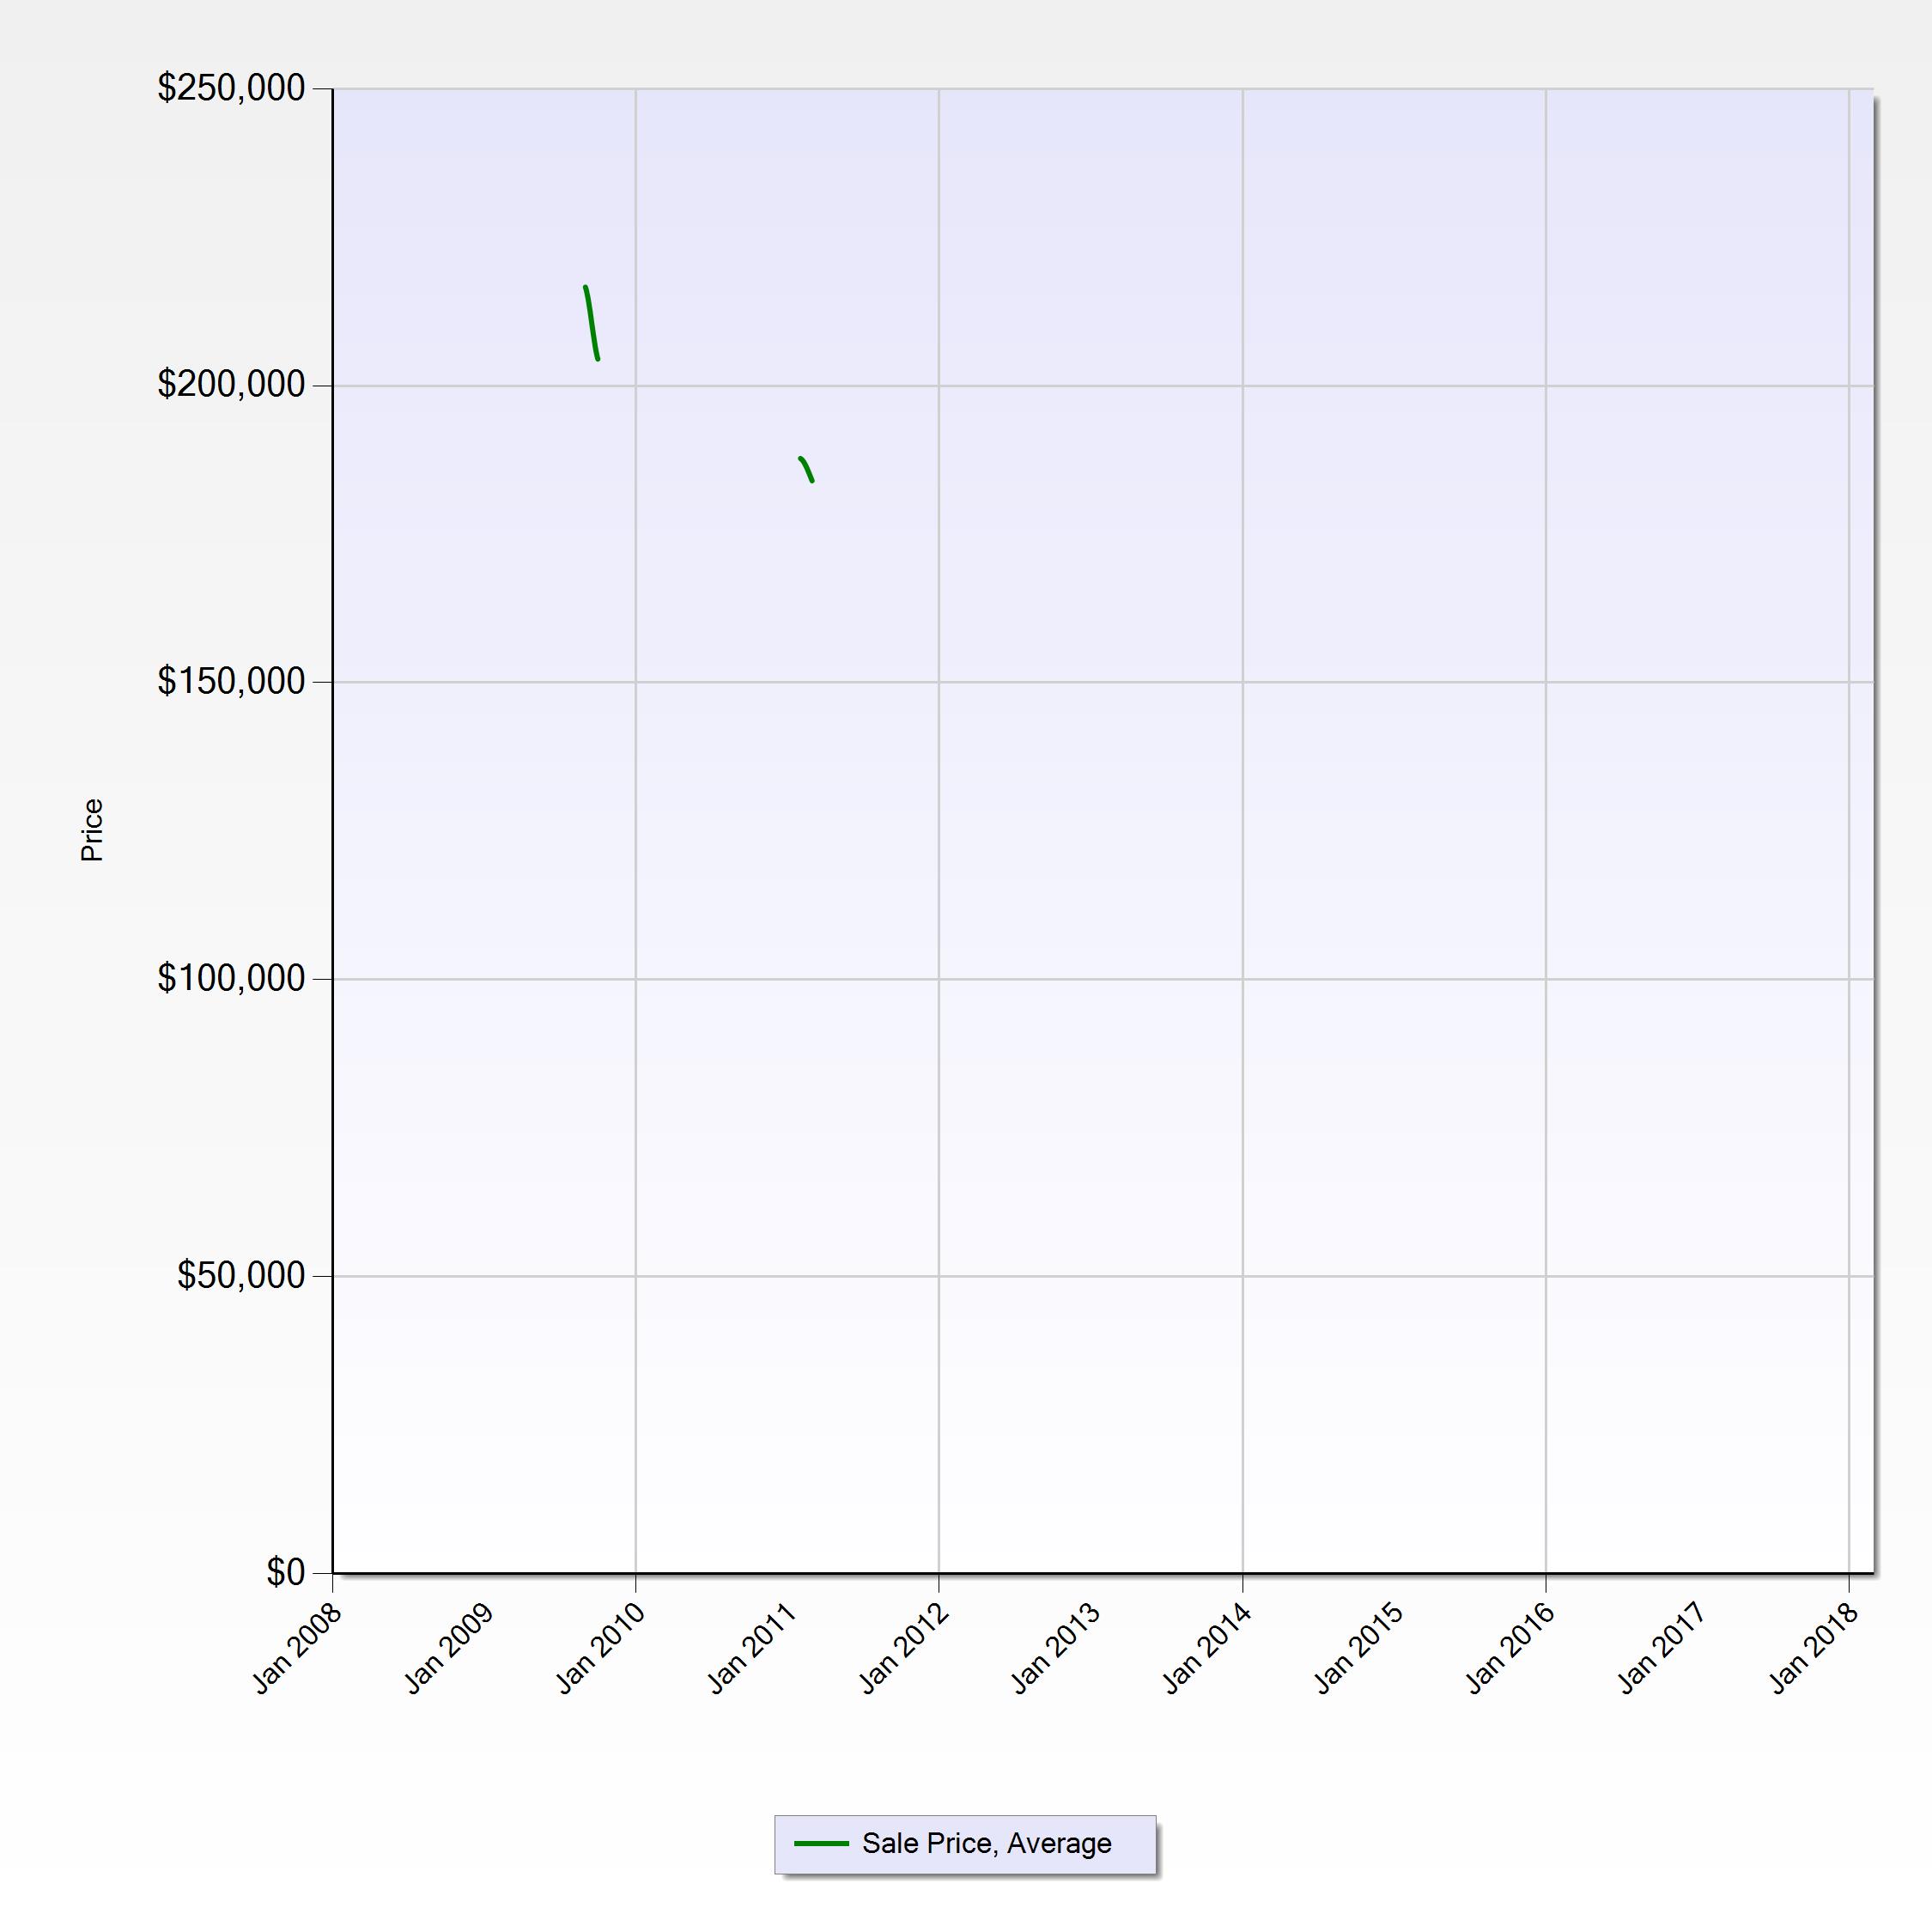 $250,000
$200,000
$150,000
$100,000
$50,000
$0
Price
Jan 2008
Jan 2009
Jan 2010
Jan 2011
Jan 2012
Jan 2013
Jan 2014
Jan 2015
Jan 2016
Jan 2017
Jan 2018
Sale Price, Average